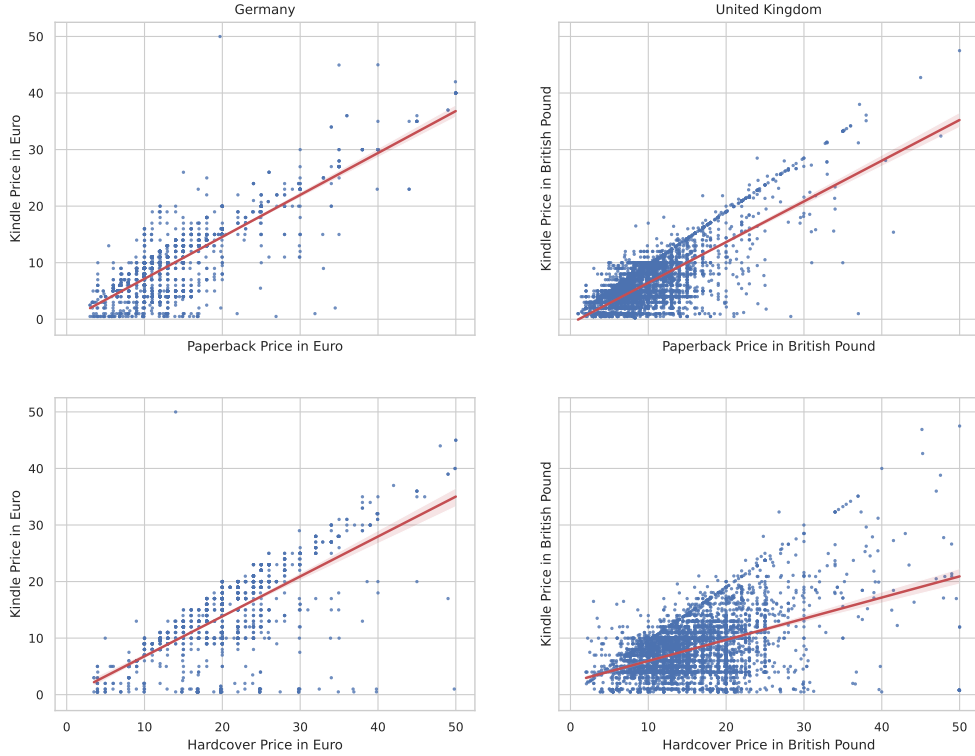 Germany
United Kingdom
50
40
30
20
10
0
Kindle Price in Euro
Paperback Price in Euro
Kindle Price in British Pound
Paperback Price in British Pound
50
40
30
20
10
0
Kindle Price in Euro
0 10 20 30 40 50
Hardcover Price in Euro
Kindle Price in British Pound
0 10 20 30 40 50
Hardcover Price in British Pound